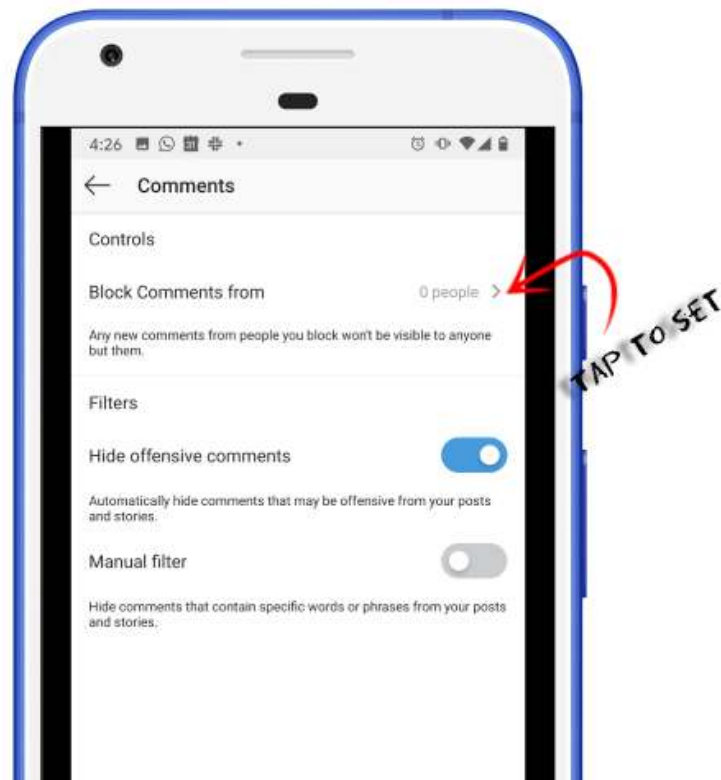 4:26
Comments
Controls
Block Comments from 0 people
Any new comments from people you block won't be visible to anyone
but them.
TAP TO SET
Filters
Hide offensive comments
Automatically hide comments that may be offensive from your posts
and stories.
Manual filter
Hide comments that contain specific words or phrases from your posts
and stories.